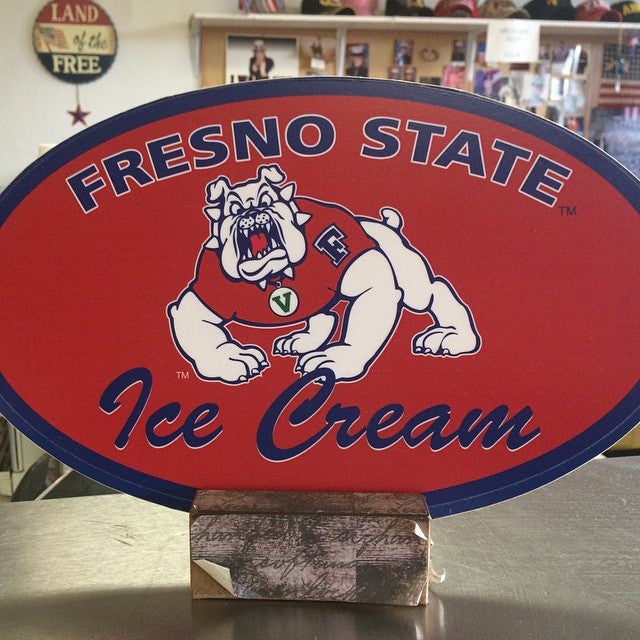 LAND
of the
FREE
FRESNO STATE
TM
F
V
TM
Ice Cream